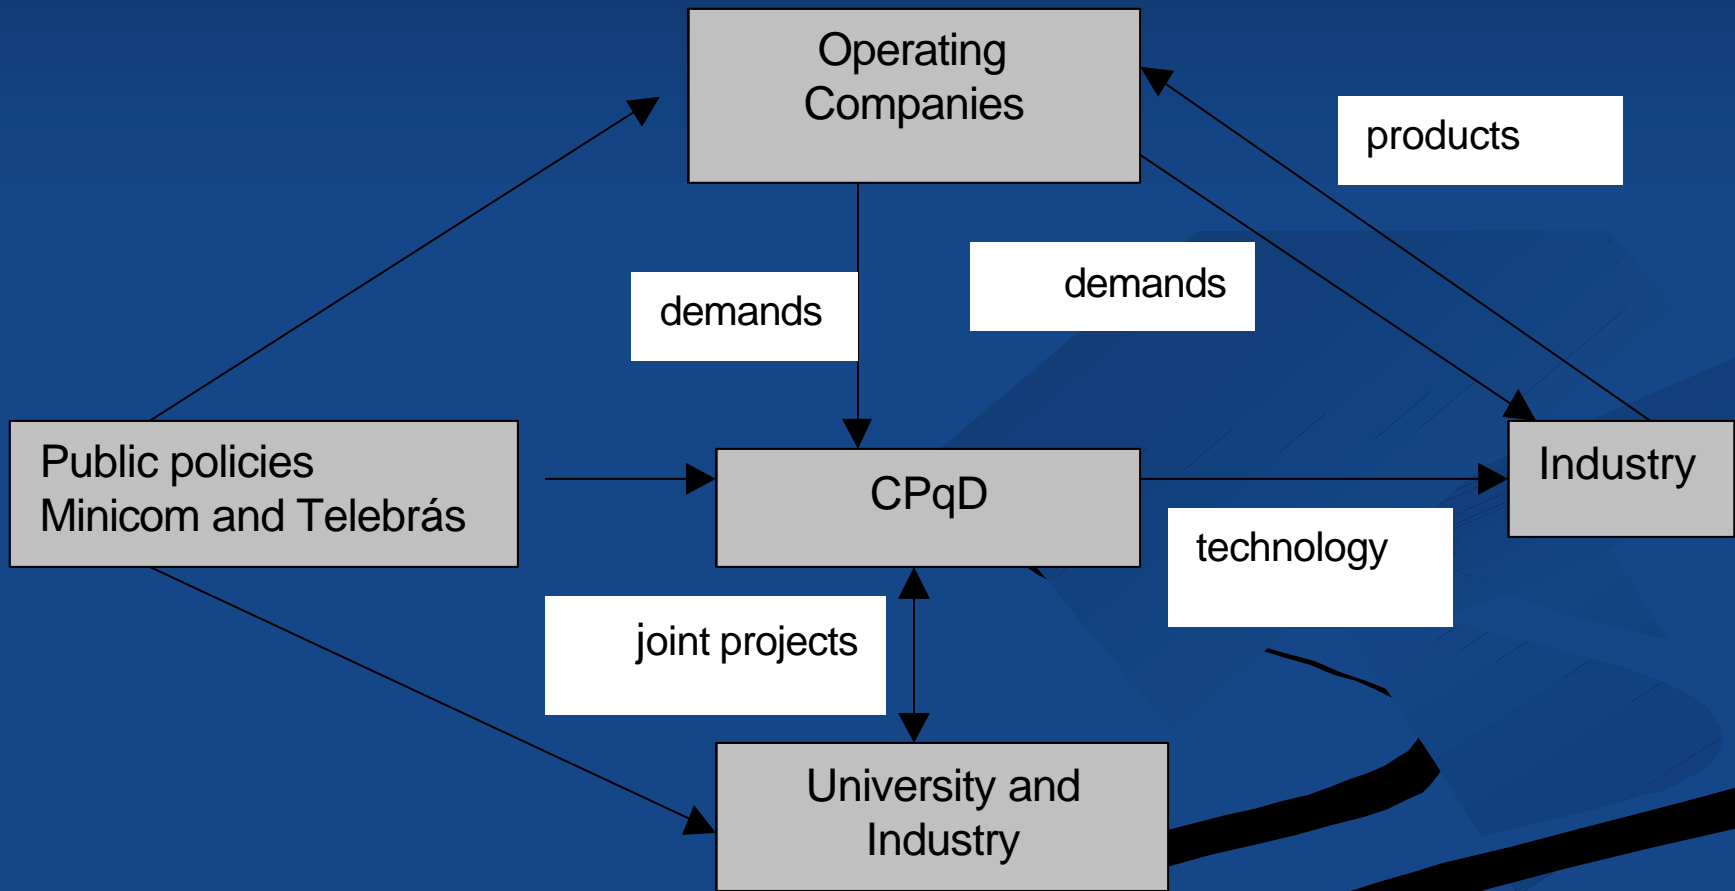 Operating
Companies
products
demands
demands
Public policies
Minicom and Telebrás
CPqD
Industry
technology
joint projects
University and
Industry